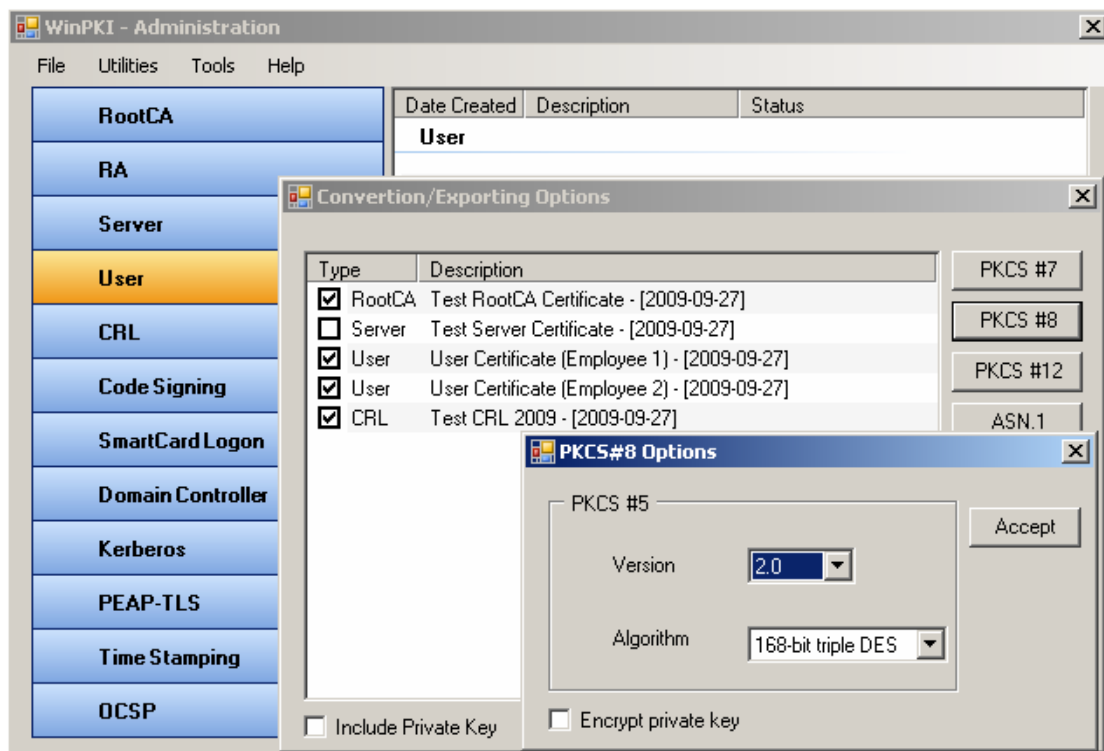 WinPKI - Administration
File Utilities Tools Help
RootCA
RA
Server
User
CRL
Code Signing
SmartCard Logon
Domain Controller
Kerberos
PEAP-TLS
Time Stamping
OCSP
Date Created Description Status
User
Convertion/Exporting Options
Type Description
RootCA Test RootCA Certificate - [2009-09-27]
Server Test Server Certificate - [2009-09-27]
User User Certificate (Employee 1) - [2009-09-27]
User User Certificate (Employee 2) - [2009-09-27]
CRL Test CRL 2009 - [2009-09-27]
PKCS #7
PKCS #8
PKCS #12
ASN.1
Include Private Key
PKCS#8 Options
PKCS #5
Version 2.0
Algorithm 168-bit triple DES
Accept
Encrypt private key